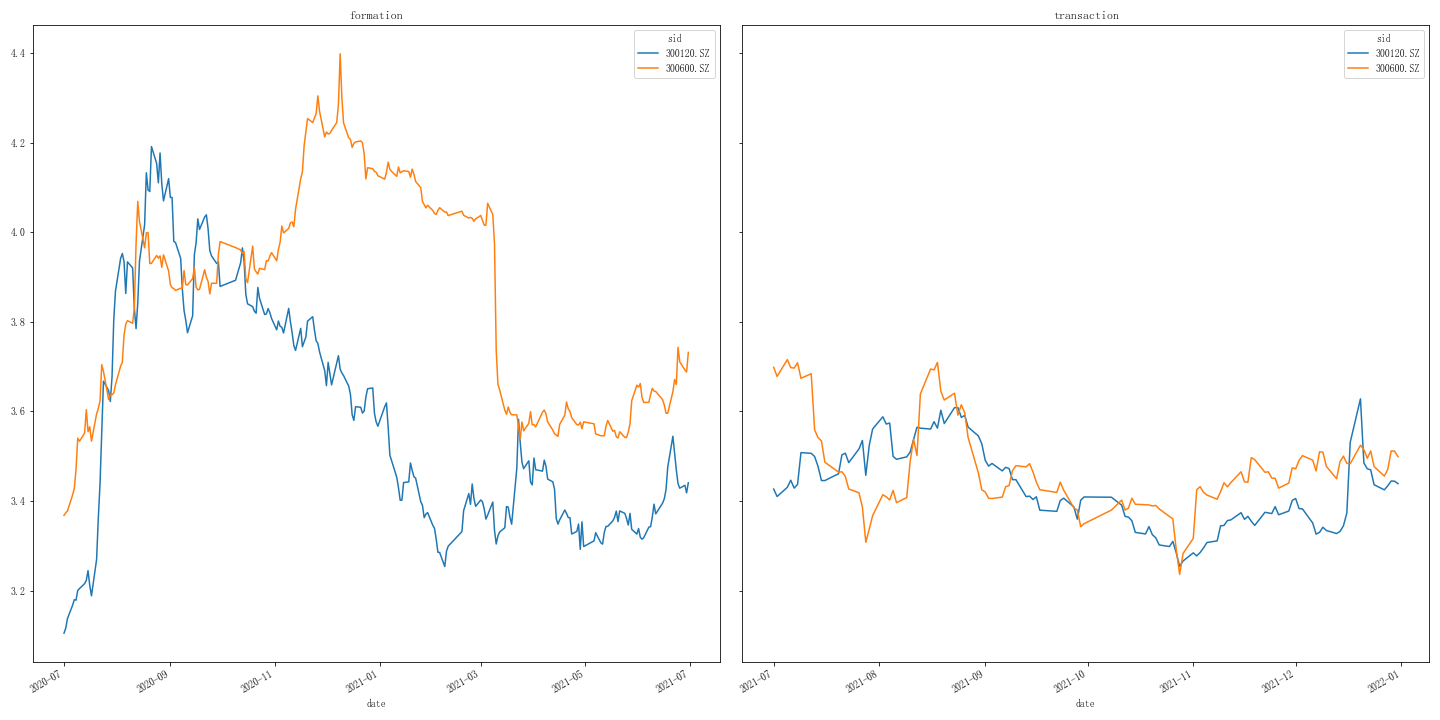 formation
sid
300120.SZ
300600.SZ
4.4
4.2
4.0
3.8
3.6
3.4
3.2
2020-07
2020-09
2020-11
2021-01
2021-03
2021-05
2021-07
date
transaction
sid
300120.SZ
300600.SZ
2021-07
2021-08
2021-09
2021-10
2021-11
2021-12
2022-01
date